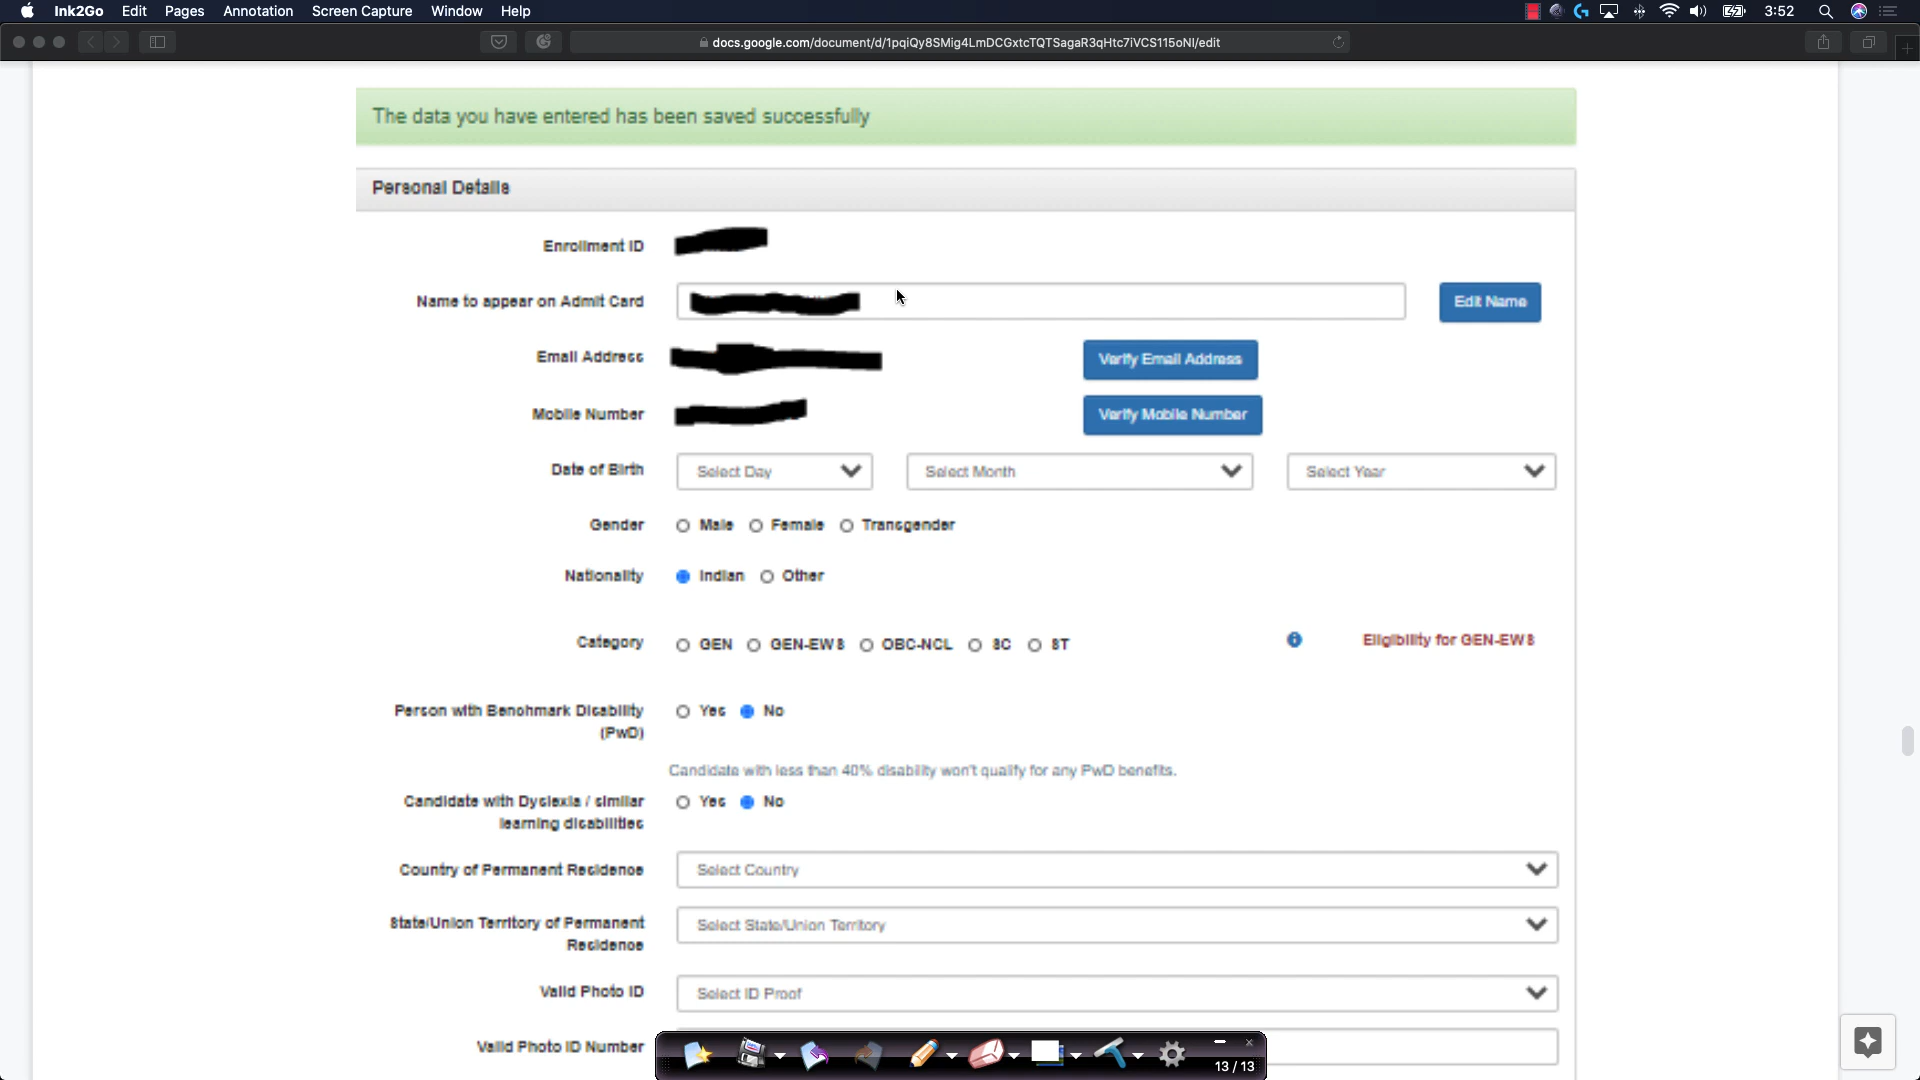 Ink2Go Edit Pages Annotation Screen Capture Window Help 3:52
docs.google.com/document/d/1pqiQy8SMig4LmDCGxtcTQTSagaR3qHtc7iVCS115oNI/edit
The data you have entered has been saved successfully
Personal Details
Enrollment ID
Name to appear on Admit Card Edit Name
Email Address Verify Email Address
Mobile Number Verify Mobile Number
Date of Birth Select Day Select Month Select Year
Gender Male Female Transgender
Nationality Indian Other
Category GEN GEN-EWS OBC-NCL SC ST Eligibility for GEN-EWS
Person with Benchmark Disability Yes No
(PwD)
Candidate with less than 40% disability won't qualify for any PwD benefits.
Candidate with Dyslexia / similar Yes No
learning disabilities
Country of Permanent Residence Select Country
State/Union Territory of Permanent Select State/Union Territory
Residence
Valid Photo ID Select ID Proof
Valid Photo ID Number
13 / 13